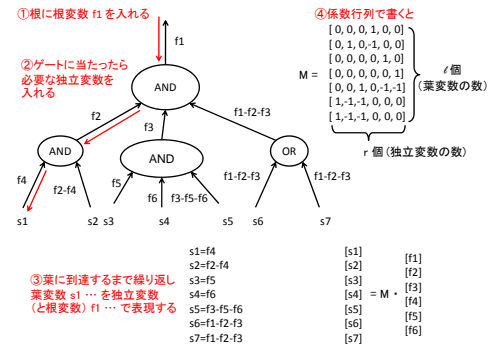 ①根に根変数 f1 を入れる
f1
②ゲートに当たったら
必要な独立変数を
入れる
AND
f2
f3
f1-f2-f3
AND
AND
OR
f4
f2-f4
f5
f6
f3-f5-f6
f1-f2-f3
f1-f2-f3
s1
s2
s3
s4
s5
s6
s7
④係数行列で書くと
M =
[ 0, 0, 0, 1, 0, 0]
[ 0, 1, 0,-1, 0, 0]
[ 0, 0, 0, 0, 1, 0]
[ 0, 0, 0, 0, 0, 1]
[ 0, 0, 1, 0,-1,-1]
[ 1,-1,-1, 0, 0, 0]
[ 1,-1,-1, 0, 0, 0]
ℓ 個
(葉変数の数)
r 個(独立変数の数)
③葉に到達するまで繰り返し
葉変数 s1 … を独立変数
(と根変数) f1 … で表現する
s1=f4
s2=f2-f4
s3=f5
s4=f6
s5=f3-f5-f6
s6=f1-f2-f3
s7=f1-f2-f3
[s1]
[s2]
[s3]
[s4]
[s5]
[s6]
[s7]
= M ・
[f1]
[f2]
[f3]
[f4]
[f5]
[f6]